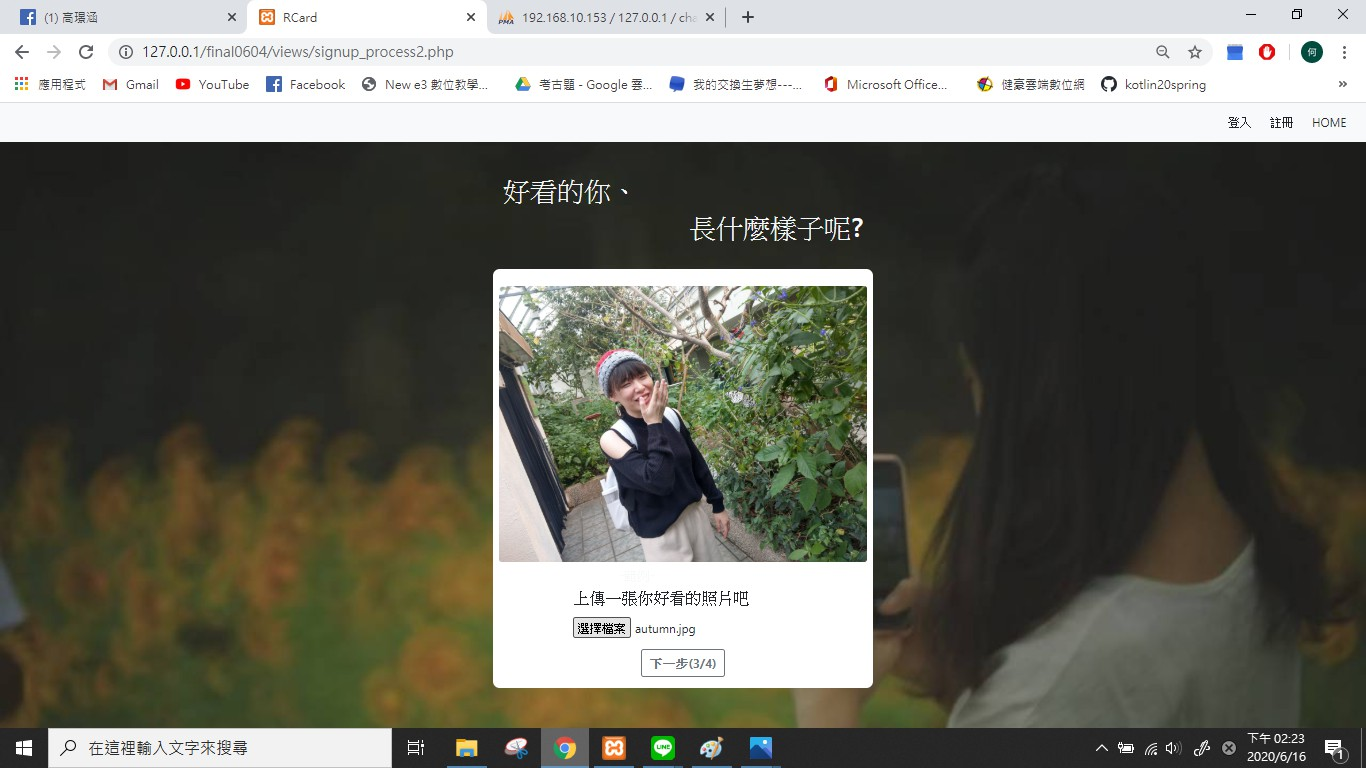 (1) 高璟涵
RCard
192.168.10.153 / 127.0.0.1 / cha
127.0.0.1/final0604/views/signup_process2.php
何
應用程式
Gmail
YouTube
Facebook
New e3 數位教學...
考古題 - Google 雲...
我的交換生夢想---...
Microsoft Office...
健豪雲端數位網
kotlin20spring
»
登入
註冊
HOME
好看的你、
長什麼樣子呢?
上傳一張你好看的照片吧
選擇檔案 autumn.jpg
下一步(3/4)
在這裡輸入文字來搜尋
LINE
下午 02:23
2020/6/16
1